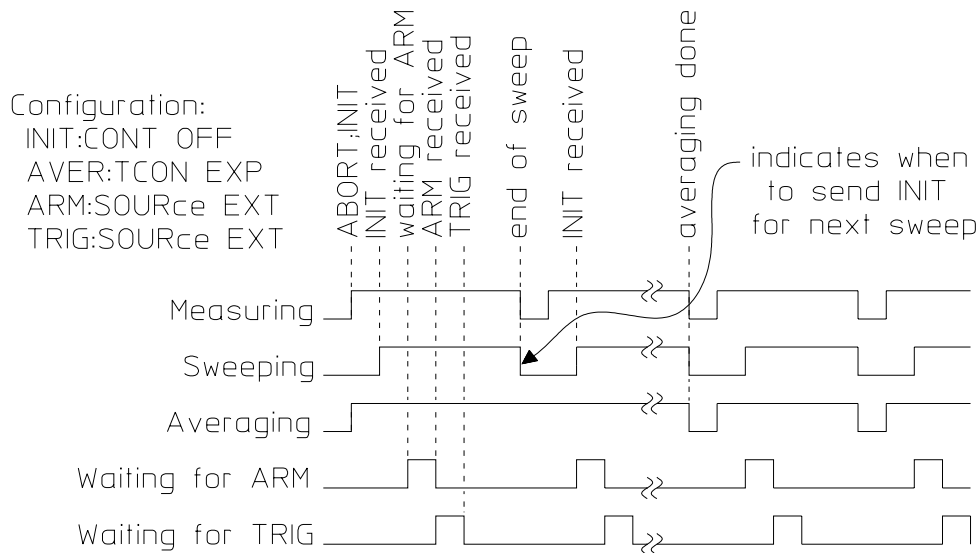 Configuration:
INIT:CONT OFF
AVER:TCON EXP
ARM:SOURce EXT
TRIG:SOURce EXT
ABORT;INIT
INIT received
waiting for ARM
ARM received
TRIG received
end of sweep
INIT received
averaging done
indicates when
to send INIT
for next sweep
Measuring
Sweeping
Averaging
Waiting for ARM
Waiting for TRIG